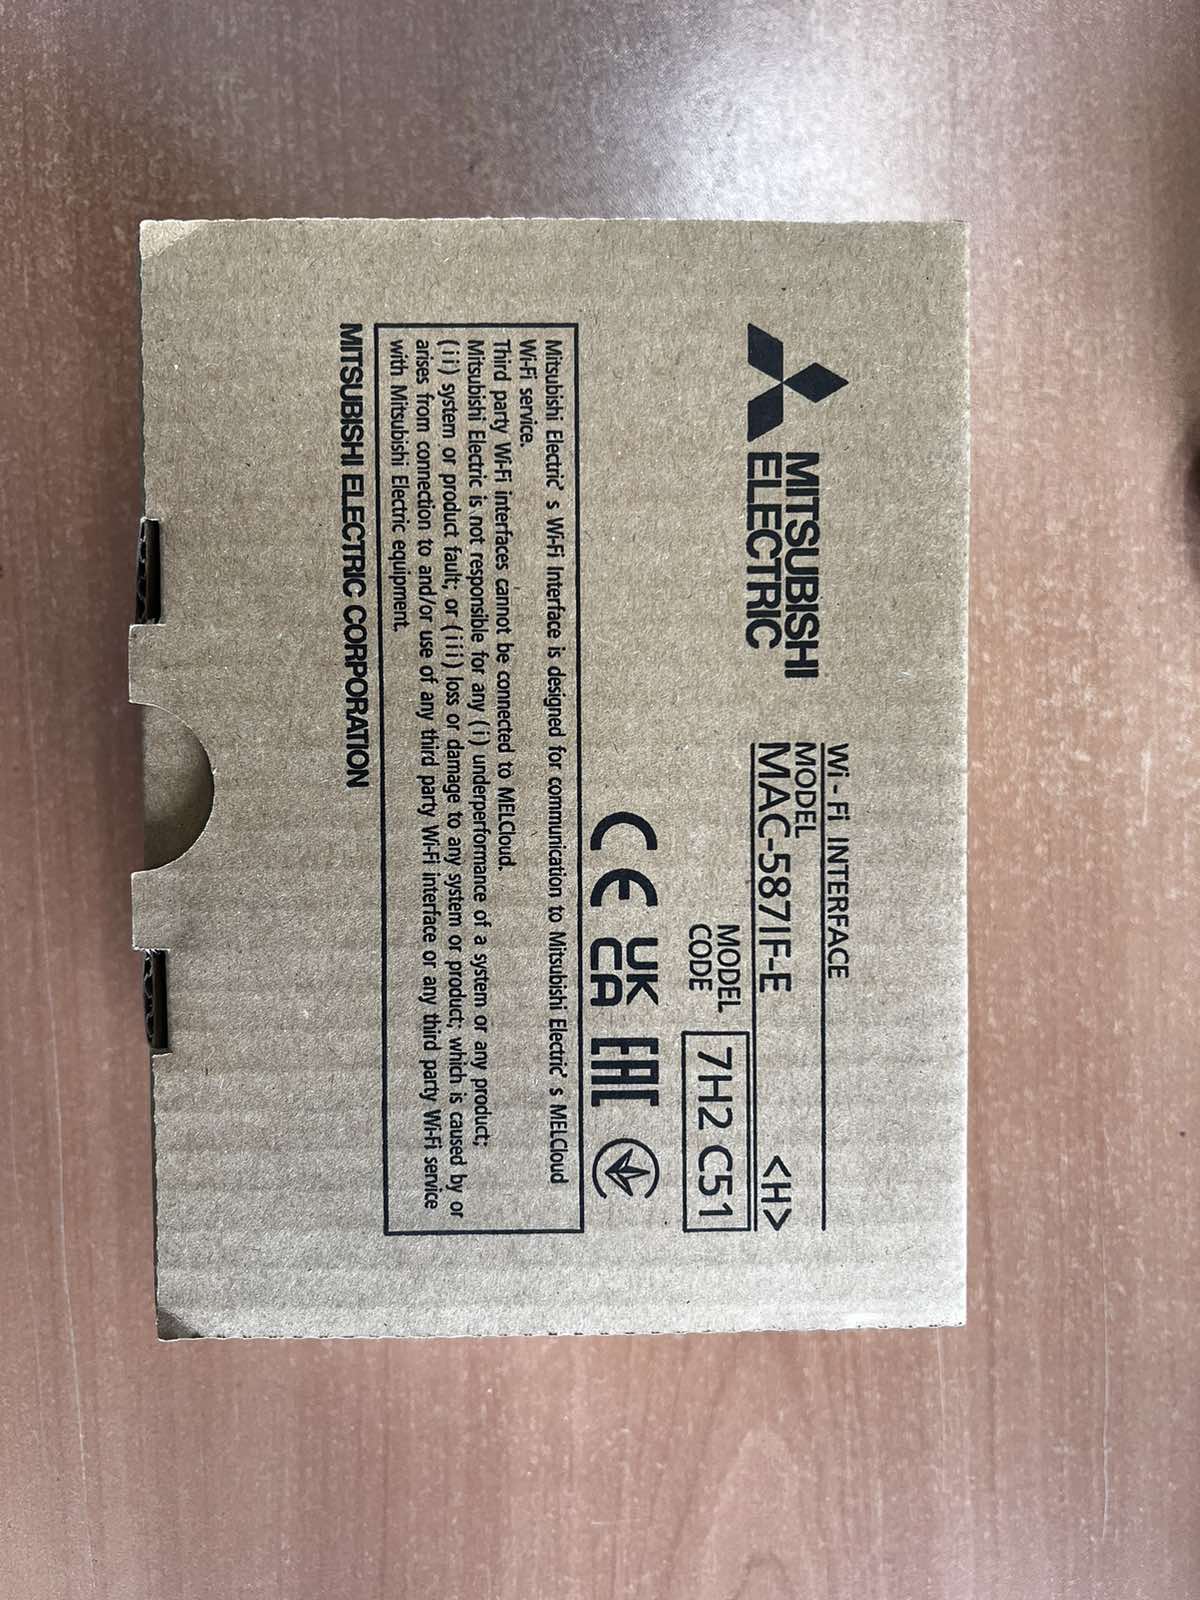 MITSUBISHI
ELECTRIC
Wi-Fi INTERFACE
MODEL
MAC-587IF-E <H>
MODEL
CODE
7H2 C51
CE UK
CA EAC
Mitsubishi Electric's Wi-Fi Interface is designed for communication to Mitsubishi Electric's MELCloud
Wi-Fi service.
Third party Wi-Fi interfaces cannot be connected to MELCloud.
Mitsubishi Electric is not responsible for any (i) underperformance of a system or any product;
(ii) system or product fault; or (iii) loss or damage to any system or product; which is caused by or
arises from connection to and/or use of any third party Wi-Fi interface or any third party Wi-Fi service
with Mitsubishi Electric equipment.
MITSUBISHI ELECTRIC CORPORATION